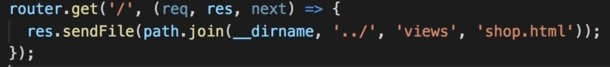 router.get('/', (req, res, next) => {
  res.sendFile(path.join(__dirname, '../', 'views', 'shop.html'));
});